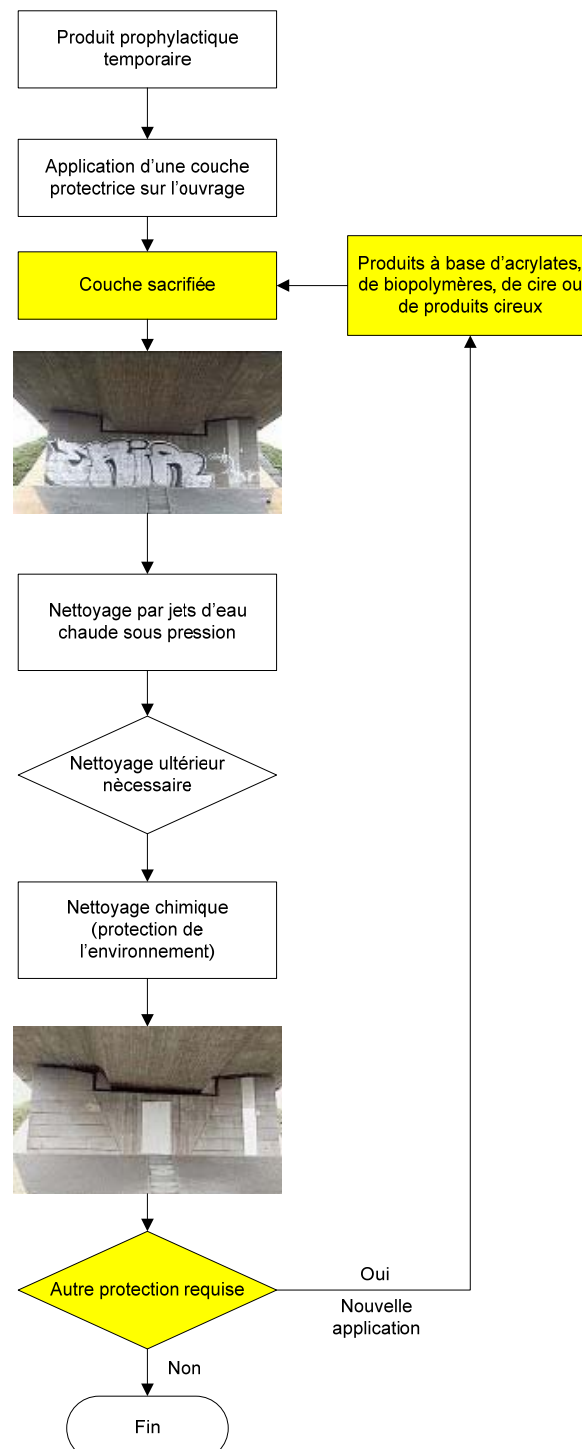 Produit prophylactique
temporaire
Application d'une couche
protectrice sur l'ouvrage
Couche sacrifiée
Produits à base d'acrylates,
de biopolymères, de cire ou
de produits cireux
Nettoyage par jets d'eau
chaude sous pression
Nettoyage ultérieur
nècessaire
Nettoyage chimique
(protection de
l'environnement)
Autre protection requise
Oui
Nouvelle
application
Non
Fin